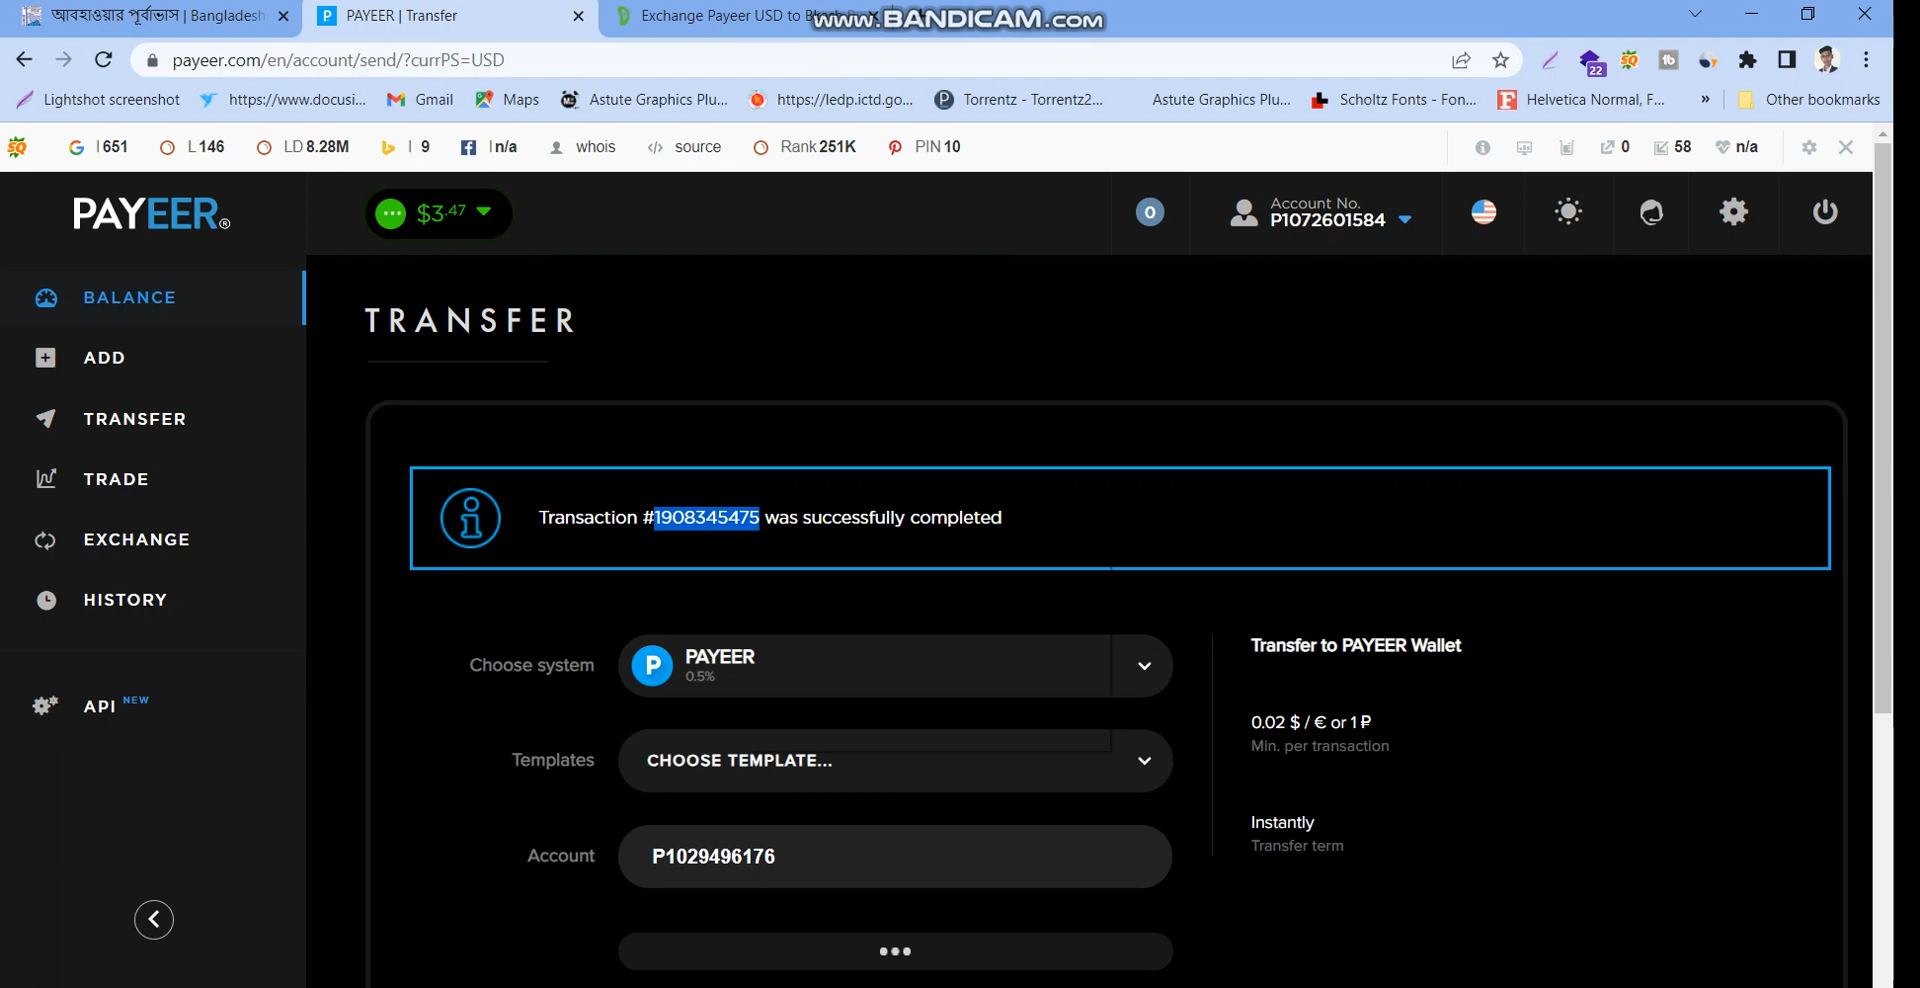 আবহাওয়ার পূর্বাভাস | Bangladesh
PAYEER | Transfer
Exchange Payeer USD to
www.BANDICAM.com
payeer.com/en/account/send/?currPS=USD
22
Lightshot screenshot
https://www.docusi...
Gmail
Maps
Astute Graphics Plu...
https://ledp.ictd.go...
Torrentz - Torrentz2...
Astute Graphics Plu...
Scholtz Fonts - Fon...
Helvetica Normal, F...
»
Other bookmarks
I 651
L 146
LD 8.28M
I 9
I n/a
whois
source
Rank 251K
PIN 10
0
58
n/a
PAYEER®
$3.47
0
Account No.
P1072601584
BALANCE
ADD
TRANSFER
TRADE
EXCHANGE
HISTORY
API NEW
TRANSFER
Transaction #1908345475 was successfully completed
Choose system
PAYEER
0.5%
Templates
CHOOSE TEMPLATE...
Account
P1029496176
Transfer to PAYEER Wallet
0.02 $ / € or 1 ₽
Min. per transaction
Instantly
Transfer term